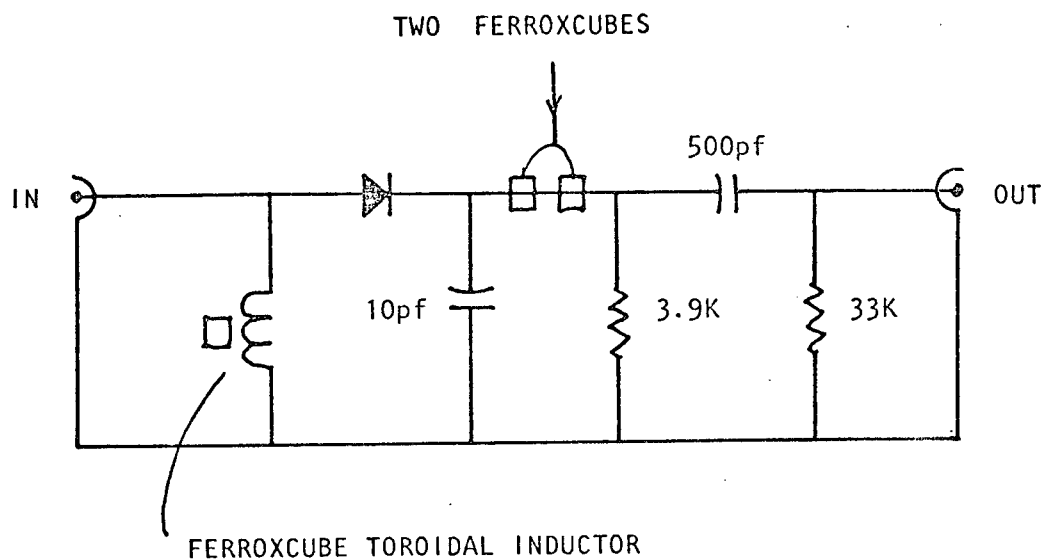 TWO FERROXCUBES
500pf
IN
OUT
10pf
3.9K
33K
FERROXCUBE TOROIDAL INDUCTOR